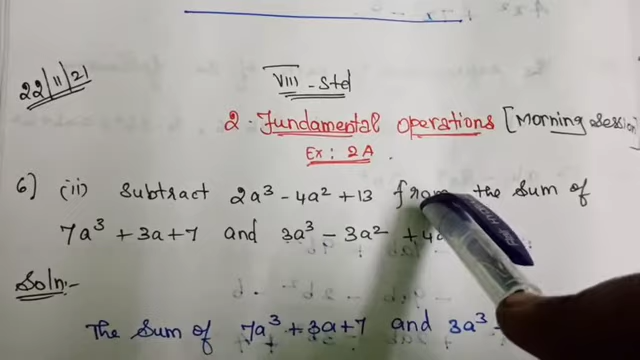 22/11/21
VIII - Std
2. Fundamental Operations [Morning Session]
Ex: 2A.
6) (ii) Subtract 2a³ - 4a² + 13 from the sum of
7a³ + 3a + 7 and 3a³ - 3a² + 4a
Soln:-
The Sum of 7a³ + 3a + 7 and 3a³ -